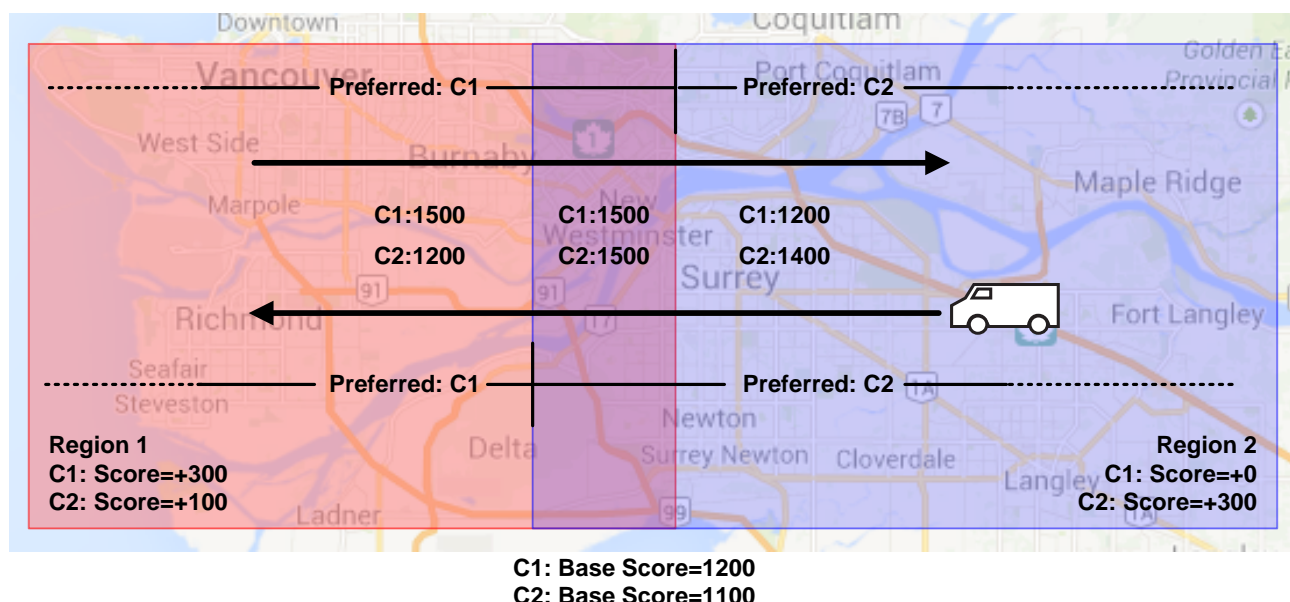 Downtown
Coquitlam
Golden Ea
Vancouver
Port Coquitlam
Provincial
Preferred: C1
Preferred: C2
7B
7
West Side
Burnaby
1
Maple Ridge
Marpole
New
C1:1500
C1:1500
C1:1200
Westminster
C2:1200
C2:1500
C2:1400
Surrey
91
91
Richmond
17
Fort Langley
Seafair
Preferred: C1
Preferred: C2
1A
Steveston
Newton
Region 1
Delta
Surrey Newton
Cloverdale
Region 2
C1: Score=+300
Langley
C1: Score=+0
C2: Score=+100
C2: Score=+300
Ladner
99
1A
C1: Base Score=1200
C2: Base Score=1100